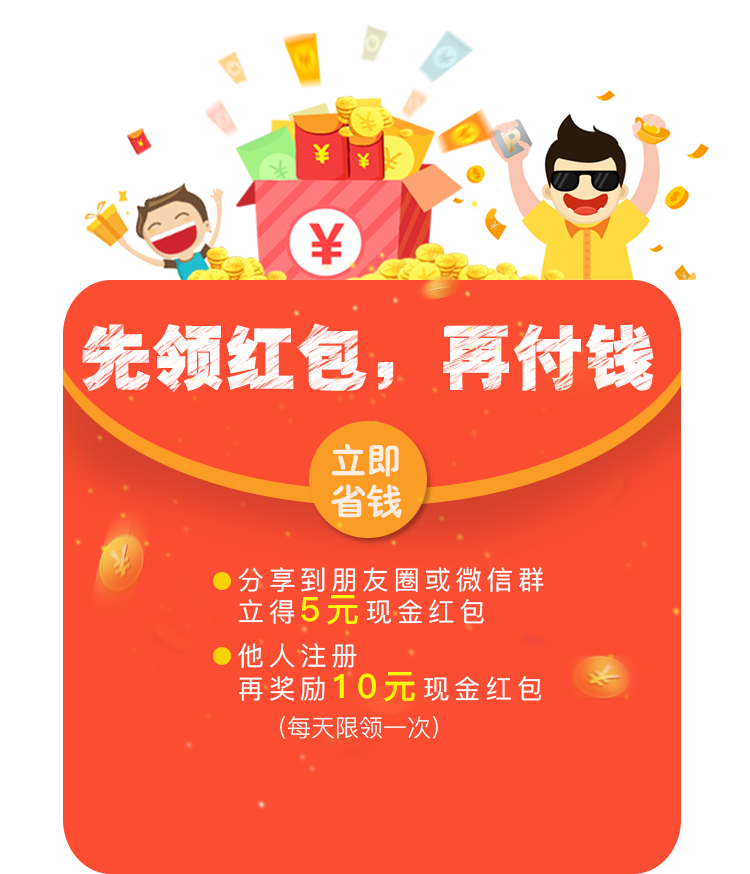 ¥
先领红包，再付钱
立即
省钱
分享到朋友圈或微信群
立得5元现金红包
他人注册
再奖励10元现金红包
(每天限领一次)